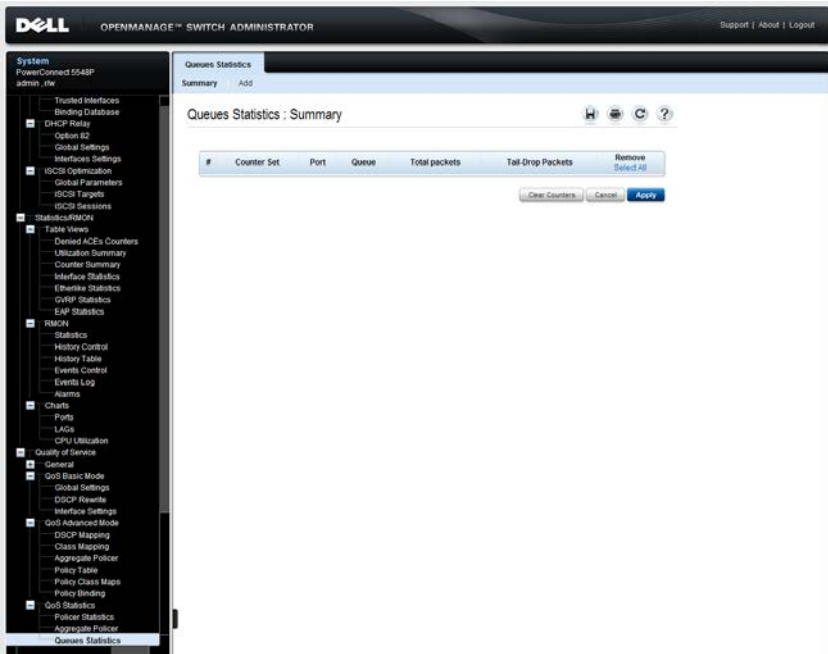 DELL OPENMANAGE™ SWITCH ADMINISTRATOR
Support | About | Logout
System
PowerConnect 5548P
admin , r/w
Trusted Interfaces
Binding Database
DHCP Relay
Option 82
Global Settings
Interfaces Settings
iSCSI Optimization
Global Parameters
iSCSI Targets
iSCSI Sessions
Statistics/RMON
Table Views
Denied ACEs Counters
Utilization Summary
Counter Summary
Interface Statistics
Etherlike Statistics
GVRP Statistics
EAP Statistics
RMON
Statistics
History Control
History Table
Events Control
Events Log
Alarms
Charts
Ports
LAGs
CPU Utilization
Quality of Service
General
QoS Basic Mode
Global Settings
DSCP Rewrite
Interface Settings
QoS Advanced Mode
DSCP Mapping
Class Mapping
Aggregate Policer
Policy Table
Policy Class Maps
Policy Binding
QoS Statistics
Policer Statistics
Aggregate Policer
Queues Statistics
Queues Statistics
Summary Add
Queues Statistics : Summary
?
# Counter Set Port Queue Total packets Tail-Drop Packets Remove
Select All
Clear Counters Cancel Apply